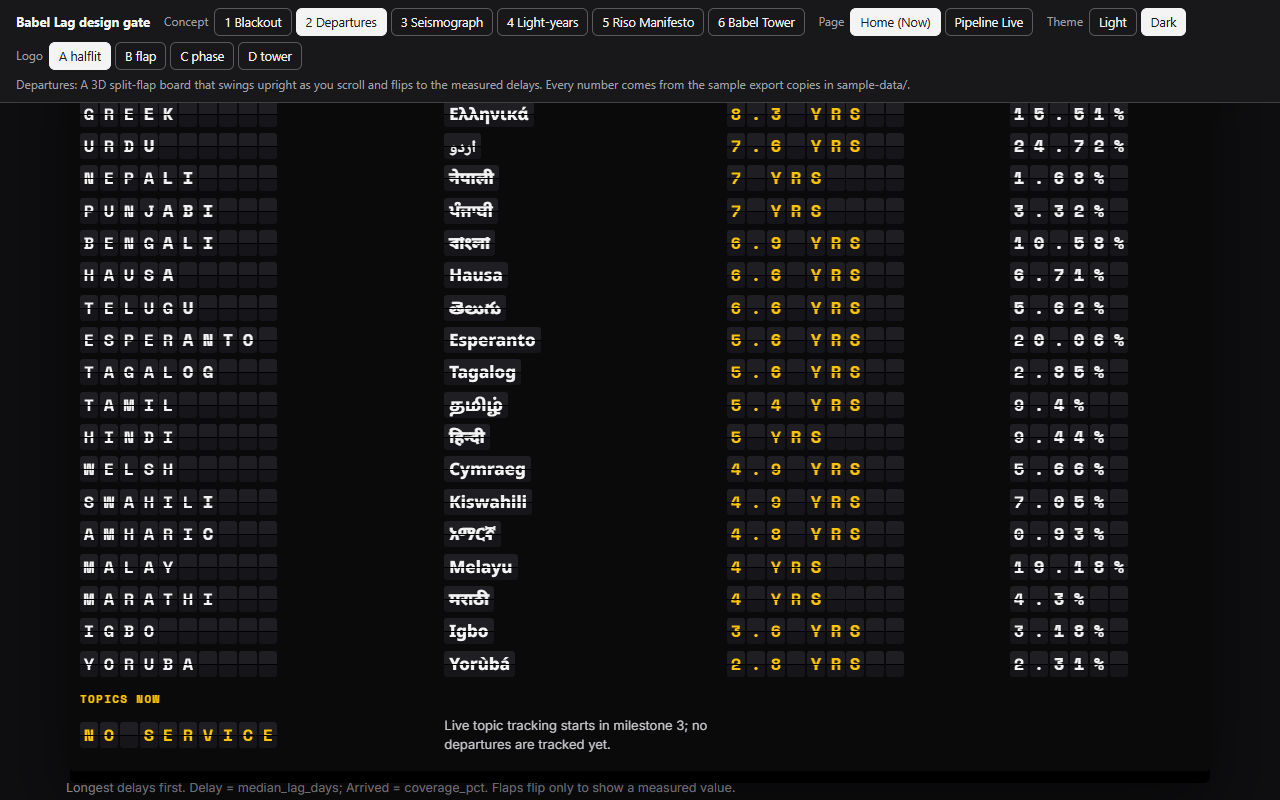 Babel Lag design gate Concept 1 Blackout 2 Departures 3 Seismograph 4 Light-years 5 Riso Manifesto 6 Babel Tower Page Home (Now) Pipeline Live Theme Light Dark
Logo A halflit B flap C phase D tower
Departures: A 3D split-flap board that swings upright as you scroll and flips to the measured delays. Every number comes from the sample export copies in sample-data/.
GREEK Ελληνικά 8.3 YRS 15.51%
URDU اردو 7.6 YRS 24.72%
NEPALI नेपाली 7 YRS 1.68%
PUNJABI ਪੰਜਾਬੀ 7 YRS 3.32%
BENGALI বাংলা 6.9 YRS 10.58%
HAUSA Hausa 6.6 YRS 6.71%
TELUGU తెలుగు 6.6 YRS 5.62%
ESPERANTO Esperanto 5.6 YRS 20.06%
TAGALOG Tagalog 5.6 YRS 2.85%
TAMIL தமிழ் 5.4 YRS 9.4%
HINDI हिन्दी 5 YRS 9.44%
WELSH Cymraeg 4.9 YRS 5.66%
SWAHILI Kiswahili 4.9 YRS 7.05%
AMHARIC አማርኛ 4.8 YRS 0.93%
MALAY Melayu 4 YRS 19.18%
MARATHI मराठी 4 YRS 4.3%
IGBO Igbo 3.6 YRS 3.18%
YORUBA Yorùbá 2.8 YRS 2.31%
TOPICS NOW
NO SERVICE Live topic tracking starts in milestone 3; no
departures are tracked yet.
Longest delays first. Delay = median_lag_days; Arrived = coverage_pct. Flaps flip only to show a measured value.